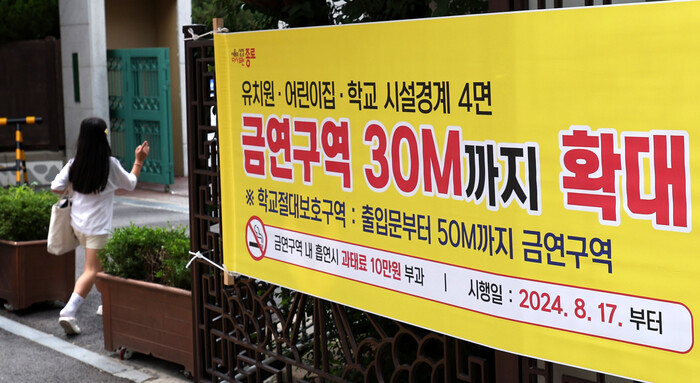 종로
유치원·어린이집·학교 시설경계 4면
금연구역 30M까지 확대
※ 학교절대보호구역 : 출입문부터 50M까지 금연구역
금연구역 내 흡연시 과태료 10만원 부과 | 시행일 : 2024. 8. 17. 부터